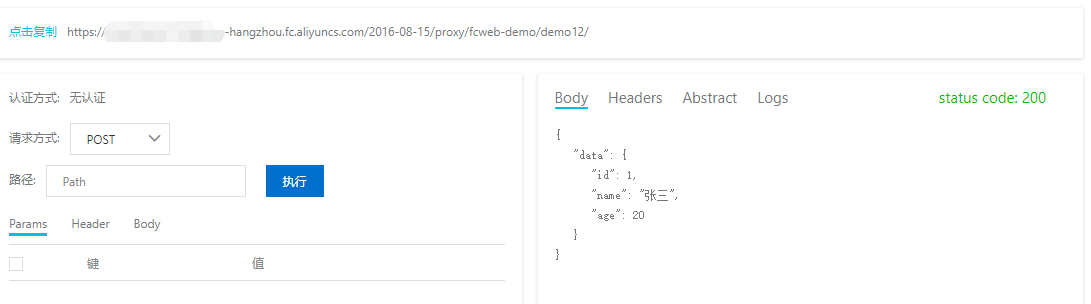 点击复制 https://-hangzhou.fc.aliyuncs.com/2016-08-15/proxy/fcweb-demo/demo12/
认证方式: 无认证
请求方式: POST
路径: Path 执行
Params Header Body
键 值
Body Headers Abstract Logs status code: 200
{
"data": {
"id": 1,
"name": "张三",
"age": 20
}
}